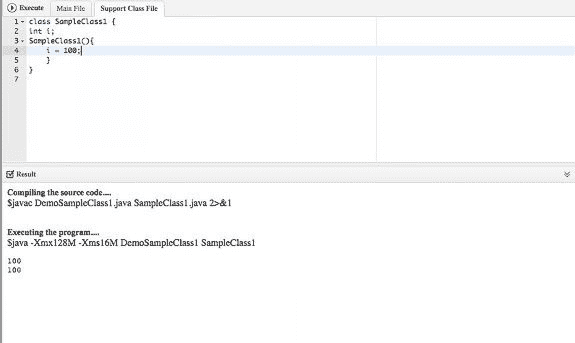 Execute Main File Support Class File
1 class SampleClass1 {
2 int i;
3 SampleClass1(){
4 i = 100;
5 }
6 }
7
Result
Compiling the source code....
$javac DemoSampleClass1.java SampleClass1.java 2>&1
Executing the program....
$java -Xmx128M -Xms16M DemoSampleClass1 SampleClass1
100
100